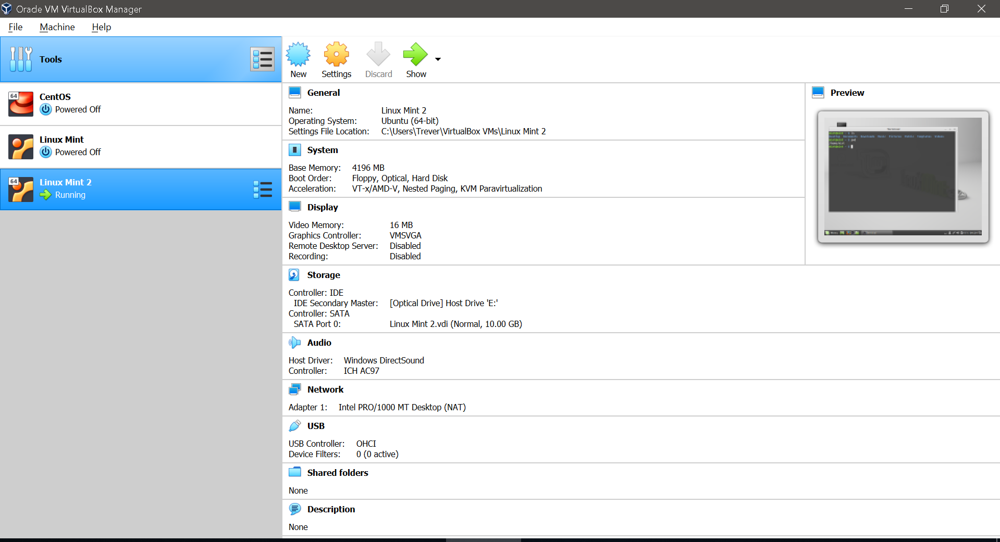 Oracle VM VirtualBox Manager
File Machine Help
Tools
64
CentOS
Powered Off
Linux Mint
Powered Off
64
Linux Mint 2
Running
New Settings Discard Show
General
Name: Linux Mint 2
Operating System: Ubuntu (64-bit)
Settings File Location: C:\Users\Trever\VirtualBox VMs\Linux Mint 2
System
Base Memory: 4196 MB
Boot Order: Floppy, Optical, Hard Disk
Acceleration: VT-x/AMD-V, Nested Paging, KVM Paravirtualization
Display
Video Memory: 16 MB
Graphics Controller: VMSVGA
Remote Desktop Server: Disabled
Recording: Disabled
Preview
Storage
Controller: IDE
IDE Secondary Master: [Optical Drive] Host Drive 'E:'
Controller: SATA
SATA Port 0: Linux Mint 2.vdi (Normal, 10.00 GB)
Audio
Host Driver: Windows DirectSound
Controller: ICH AC97
Network
Adapter 1: Intel PRO/1000 MT Desktop (NAT)
USB
USB Controller: OHCI
Device Filters: 0 (0 active)
Shared folders
None
Description
None